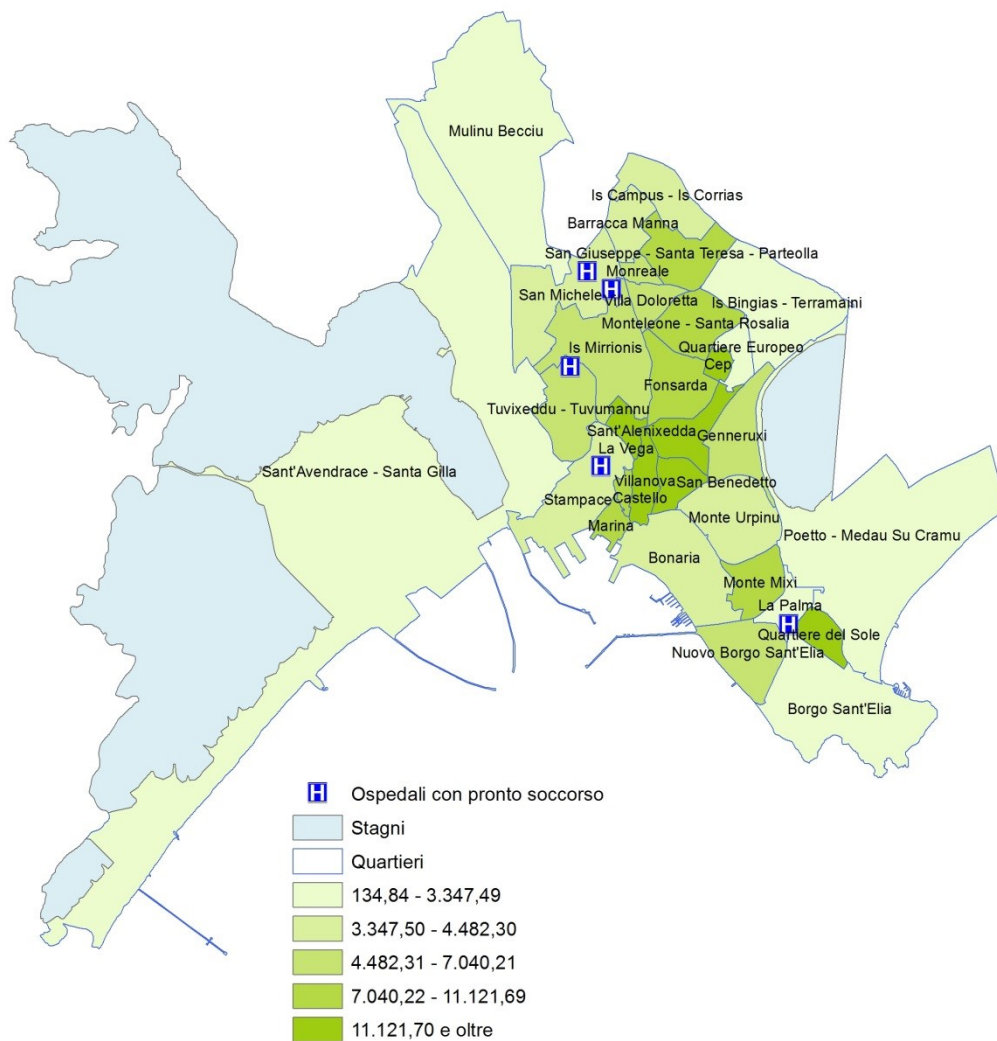 Mulinu Becciu
Is Campus - Is Corrias
Barracca Manna
San Giuseppe - Santa Teresa - Parteolla
H
Monreale
H
San Michele
Villa Doloretta
Is Bingias - Terramaini
Monteleone - Santa Rosalia
Is Mirrionis
Quartiere Europeo
H
Cep
Fonsarda
Tuvixeddu - Tuvumannu
Sant'Alenixedda
Genneruxi
La Vega
H
Sant'Avendrace - Santa Gilla
Villanova
San Benedetto
Stampace
Castello
Marina
Monte Urpinu
Poetto - Medau Su Cramu
Bonaria
Monte Mixi
La Palma
H
Quartiere del Sole
Nuovo Borgo Sant'Elia
Borgo Sant'Elia
H Ospedali con pronto soccorso
Stagni
Quartieri
134,84 - 3.347,49
3.347,50 - 4.482,30
4.482,31 - 7.040,21
7.040,22 - 11.121,69
11.121,70 e oltre